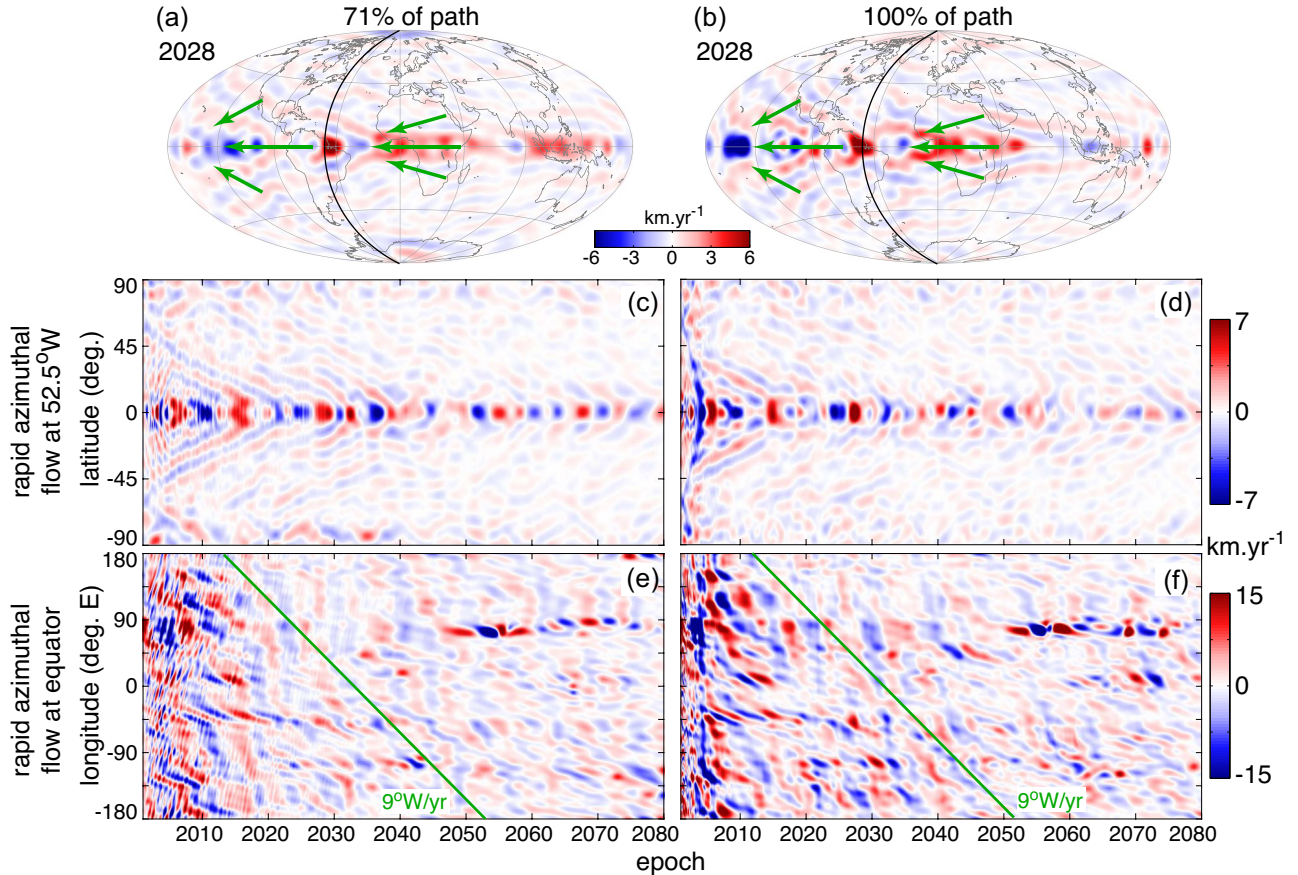 (a) 71% of path
2028
(b) 100% of path
2028
km.yr-1
-6 -3 0 3 6
rapid azimuthal
flow at 52.5oW
latitude (deg.)
90
45
0
-45
-90
(c)
(d)
7
0
-7
km.yr-1
rapid azimuthal
flow at equator
longitude (deg. E)
180
90
0
-90
-180
(e)
9oW/yr
(f)
9oW/yr
15
0
-15
2010 2020 2030 2040 2050 2060 2070 2080
2010 2020 2030 2040 2050 2060 2070 2080
epoch